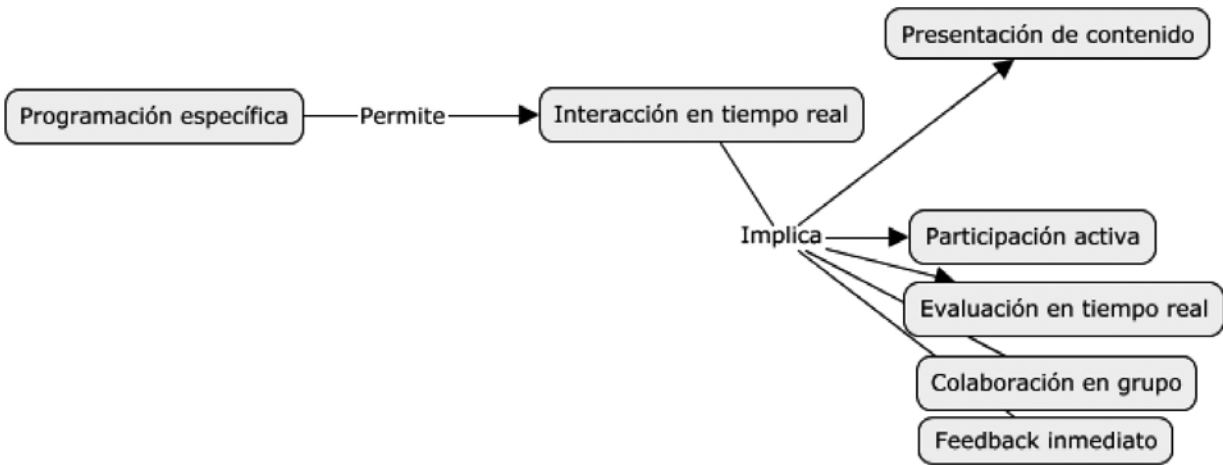 Presentación de contenido
Programación específica
Permite
Interacción en tiempo real
Implica
Participación activa
Evaluación en tiempo real
Colaboración en grupo
Feedback inmediato